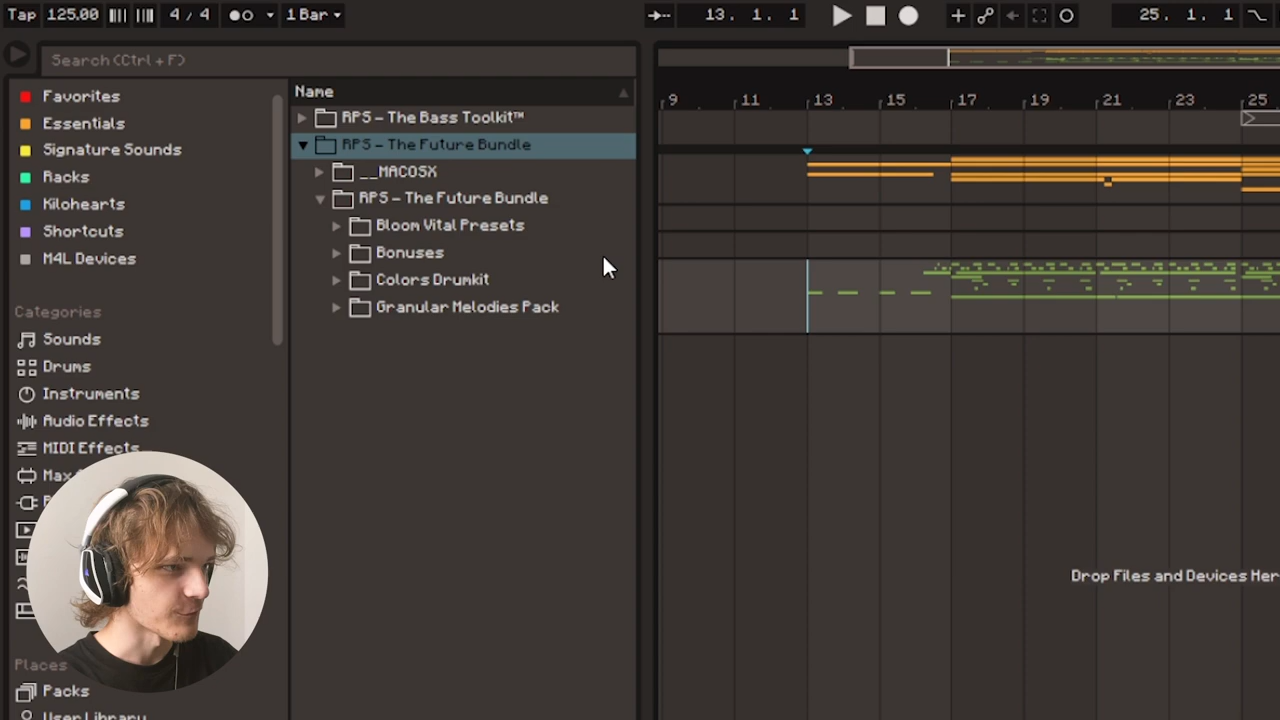 Tap 125.00 4 / 4 1 Bar 13. 1. 1 25. 1. 1
Search (Ctrl + F)
Favorites
Essentials
Signature Sounds
Racks
Kilohearts
Shortcuts
M4L Devices
Categories
Sounds
Drums
Instruments
Audio Effects
MIDI Effects
Max
Places
Packs
User Library
Name
RPS - The Bass Toolkit™
RPS - The Future Bundle
__MACOSX
RPS - The Future Bundle
Bloom Vital Presets
Bonuses
Colors Drumkit
Granular Melodies Pack
9 11 13 15 17 19 21 23 25
Drop Files and Devices Her